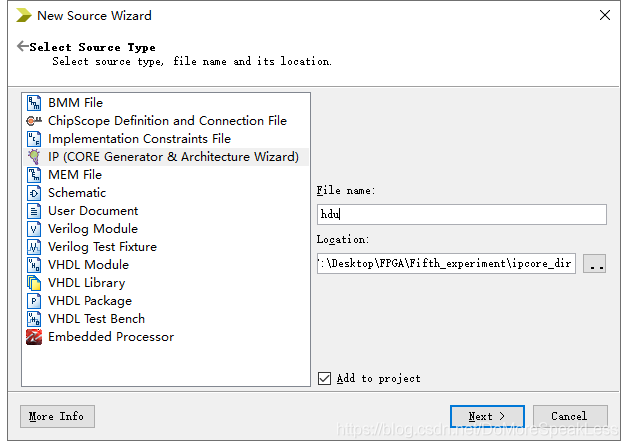 New Source Wizard
Select Source Type
Select source type, file name and its location.
BMM File
ChipScope Definition and Connection File
Implementation Constraints File
IP (CORE Generator & Architecture Wizard)
MEM File
Schematic
User Document
Verilog Module
Verilog Test Fixture
VHDL Module
VHDL Library
VHDL Package
VHDL Test Bench
Embedded Processor
File name:
hdu
Location:
:\Desktop\FPGA\Fifth_experiment\ipcore_dir
..
Add to project
More Info
Next >
Cancel
https://blog.csdn.net/DoMoreSpeakLess